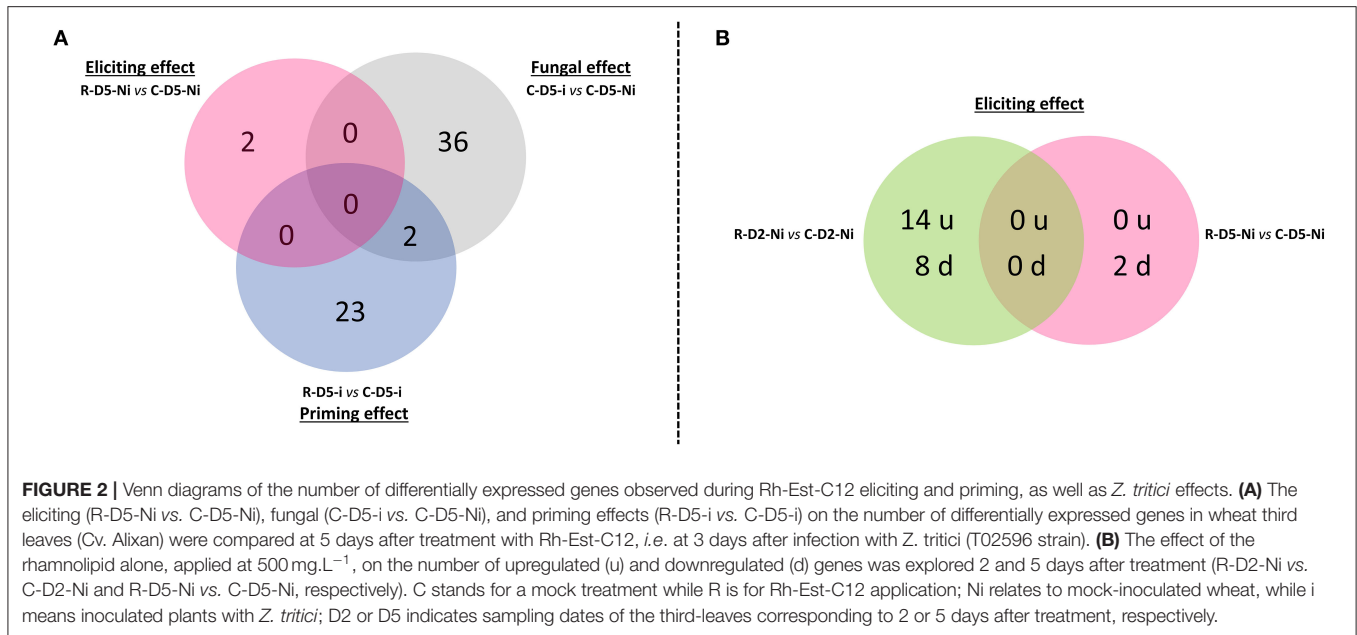 A
Eliciting effect
R-D5-Ni vs C-D5-Ni
Fungal effect
C-D5-i vs C-D5-Ni
2
0
36
0
0
2
23
R-D5-i vs C-D5-i
Priming effect
B
Eliciting effect
R-D2-Ni vs C-D2-Ni
14 u
0 u
0 u
8 d
0 d
2 d
R-D5-Ni vs C-D5-Ni
FIGURE 2 | Venn diagrams of the number of differentially expressed genes observed during Rh-Est-C12 eliciting and priming, as well as Z. tritici effects. (A) The
eliciting (R-D5-Ni vs. C-D5-Ni), fungal (C-D5-i vs. C-D5-Ni), and priming effects (R-D5-i vs. C-D5-i) on the number of differentially expressed genes in wheat third
leaves (Cv. Alixan) were compared at 5 days after treatment with Rh-Est-C12, i.e. at 3 days after infection with Z. tritici (T02596 strain). (B) The effect of the
rhamnolipid alone, applied at 500 mg.L⁻¹, on the number of upregulated (u) and downregulated (d) genes was explored 2 and 5 days after treatment (R-D2-Ni vs.
C-D2-Ni and R-D5-Ni vs. C-D5-Ni, respectively). C stands for a mock treatment while R is for Rh-Est-C12 application; Ni relates to mock-inoculated wheat, while i
means inoculated plants with Z. tritici; D2 or D5 indicates sampling dates of the third-leaves corresponding to 2 or 5 days after treatment, respectively.